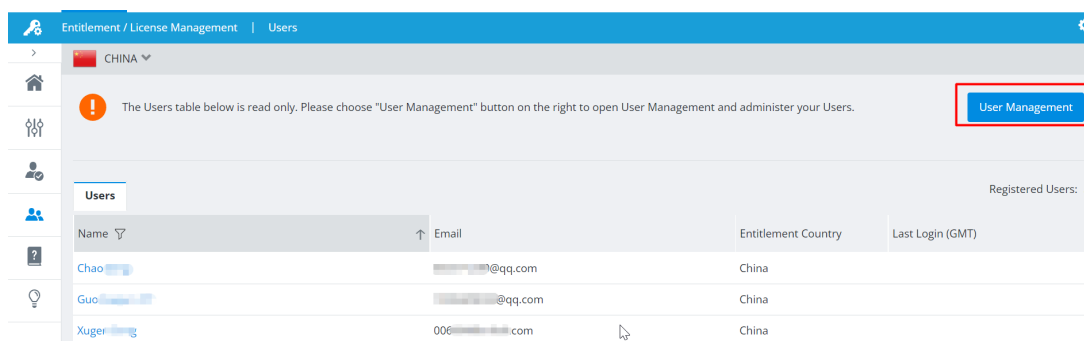 Entitlement / License Management | Users
CHINA
The Users table below is read only. Please choose "User Management" button on the right to open User Management and administer your Users.
User Management
Users
Registered Users:
Name Email Entitlement Country Last Login (GMT)
Chao @qq.com China
Guo @qq.com China
Xugen 006 .com China